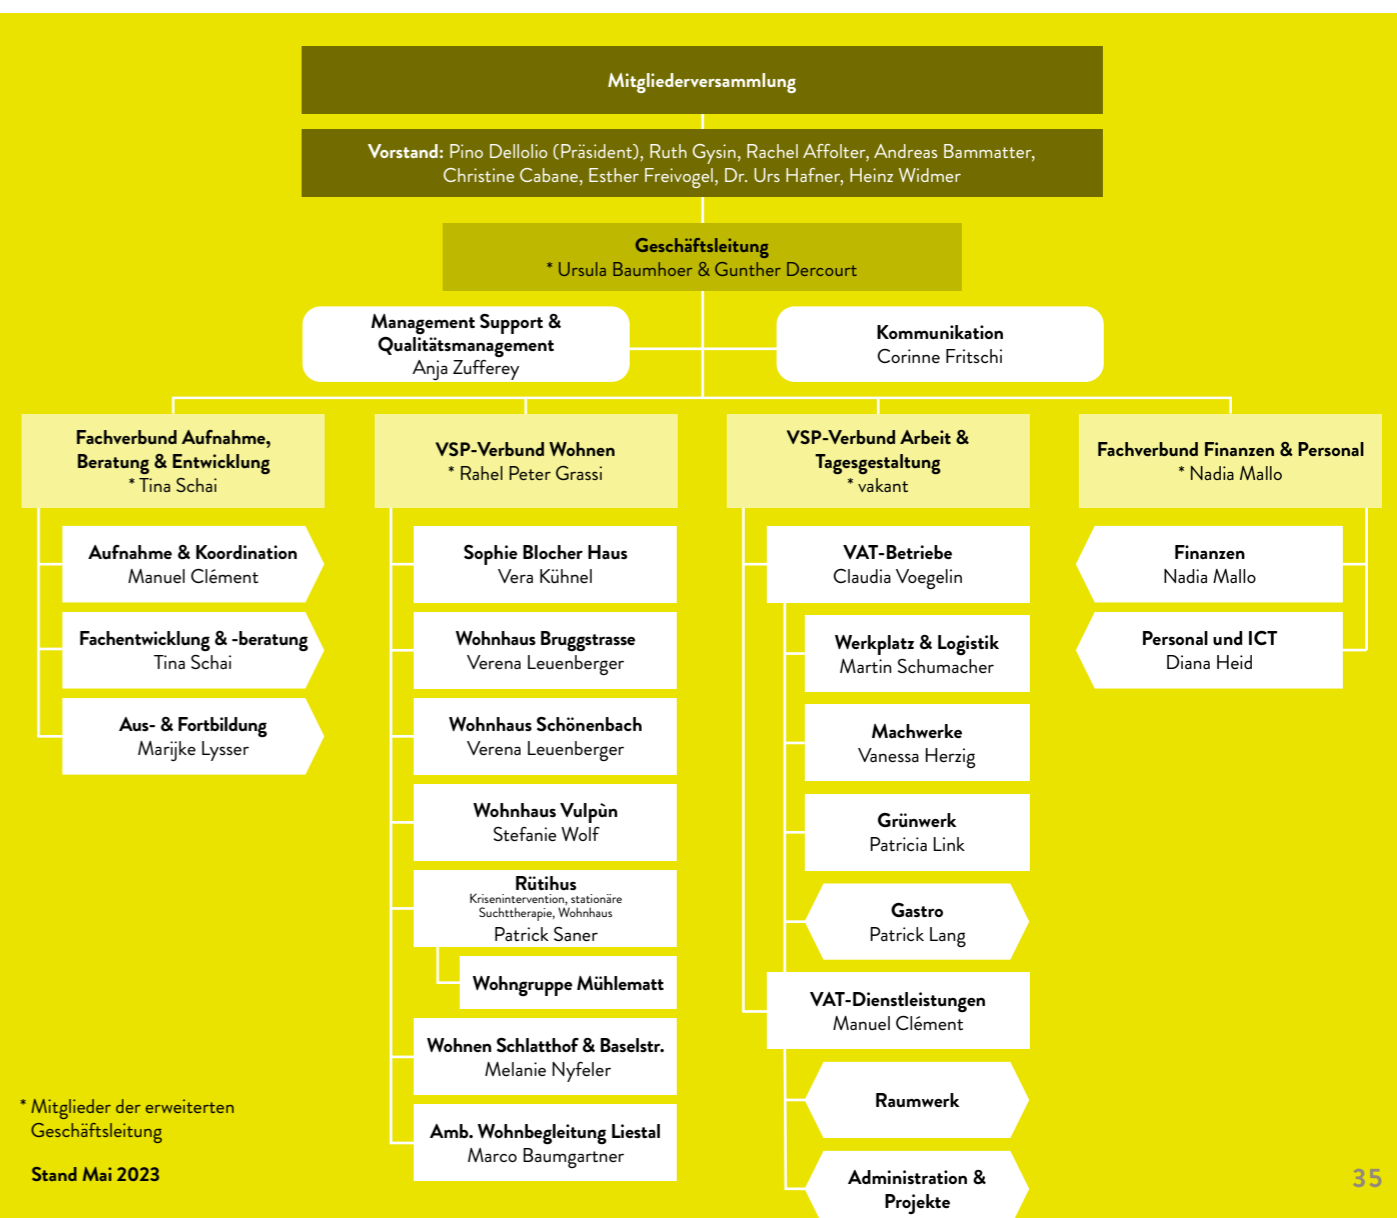 Mitgliederversammlung
Vorstand: Pino Dellolio (Präsident), Ruth Gysin, Rachel Affolter, Andreas Bammatter,
Christine Cabane, Esther Freivogel, Dr. Urs Hafner, Heinz Widmer
Geschäftsleitung
* Ursula Baumhoer & Gunther Dercourt
Management Support &
Qualitätsmanagement
Anja Zufferey
Kommunikation
Corinne Fritschi
Fachverbund Aufnahme,
Beratung & Entwicklung
* Tina Schai
Aufnahme & Koordination
Manuel Clément
Fachentwicklung & -beratung
Tina Schai
Aus- & Fortbildung
Marijke Lysser
VSP-Verbund Wohnen
* Rahel Peter Grassi
Sophie Blocher Haus
Vera Kühnel
Wohnhaus Bruggstrasse
Verena Leuenberger
Wohnhaus Schönenbach
Verena Leuenberger
Wohnhaus Vulpùn
Stefanie Wolf
Rütihus
Krisenintervention, stationäre
Suchttherapie, Wohnhaus
Patrick Saner
Wohngruppe Mühlematt
Wohnen Schlatthof & Baselstr.
Melanie Nyfeler
Amb. Wohnbegleitung Liestal
Marco Baumgartner
VSP-Verbund Arbeit &
Tagesgestaltung
* vakant
VAT-Betriebe
Claudia Voegelin
Werkplatz & Logistik
Martin Schumacher
Machwerke
Vanessa Herzig
Grünwerk
Patricia Link
Gastro
Patrick Lang
VAT-Dienstleistungen
Manuel Clément
Raumwerk
Administration &
Projekte
Fachverbund Finanzen & Personal
* Nadia Mallo
Finanzen
Nadia Mallo
Personal und ICT
Diana Heid
* Mitglieder der erweiterten
Geschäftsleitung
Stand Mai 2023
35